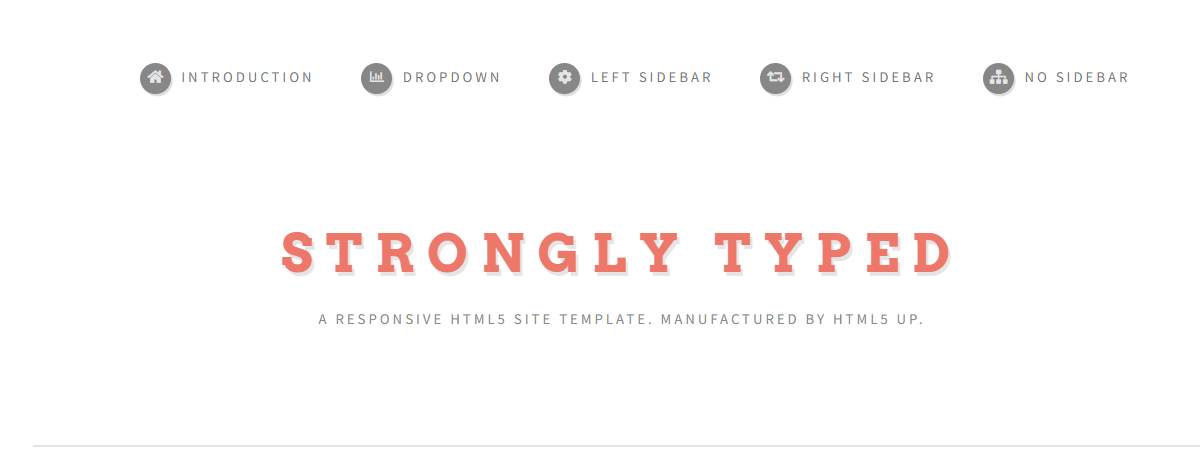 INTRODUCTION DROPDOWN LEFT SIDEBAR RIGHT SIDEBAR NO SIDEBAR
STRONGLY TYPED
A RESPONSIVE HTML5 SITE TEMPLATE. MANUFACTURED BY HTML5 UP.